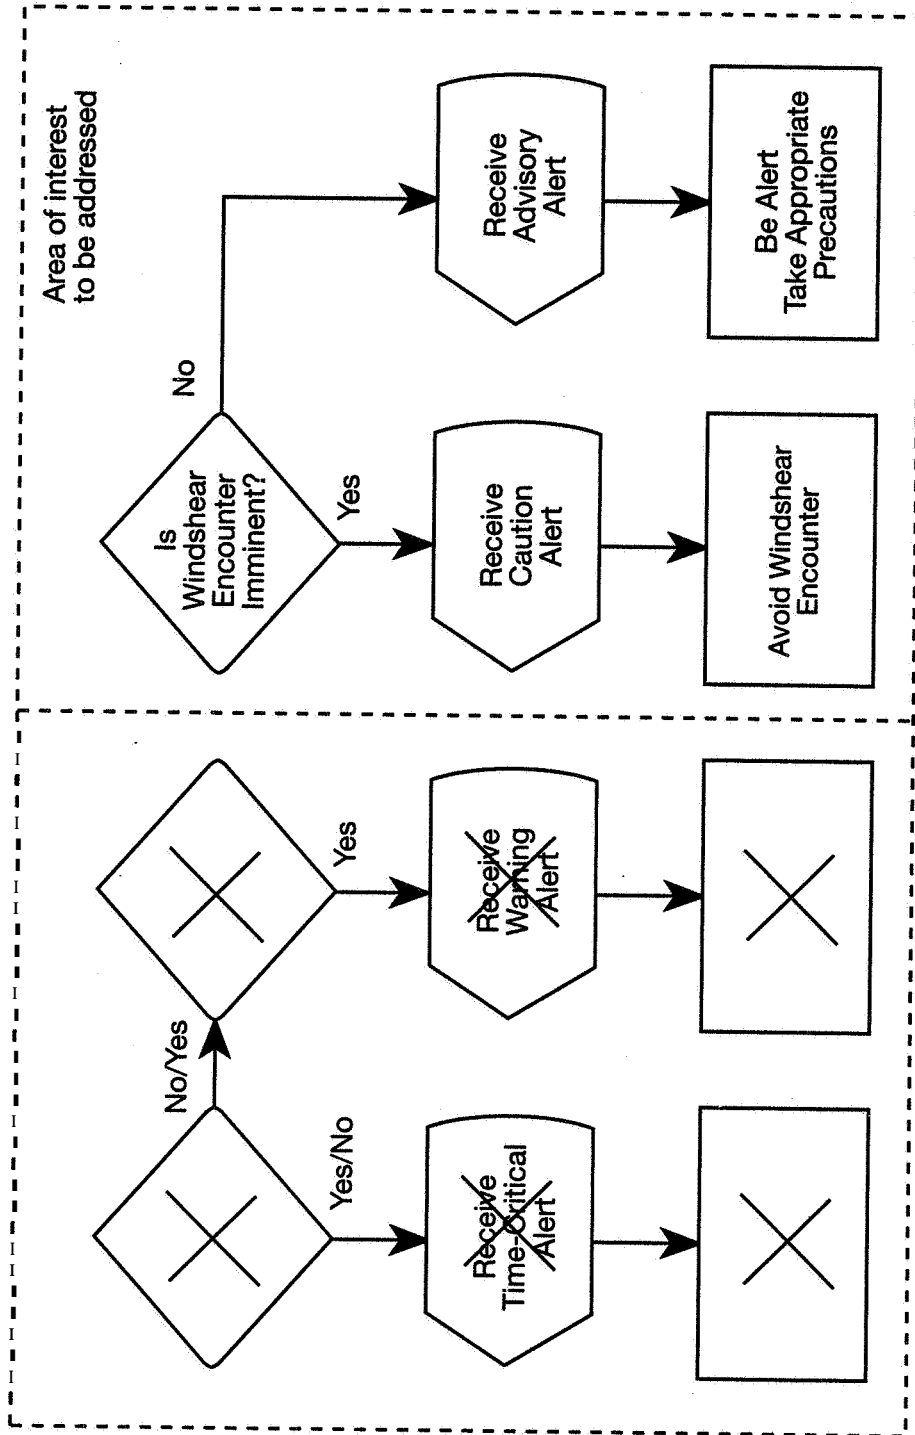 Area of interest
to be addressed
No/Yes
No
Is
Windshear
Encounter
Imminent?
Yes/No
Yes
Yes
Receive
Time-Critical
Alert
Receive
Warning
Alert
Receive
Caution
Alert
Receive
Advisory
Alert
Avoid Windshear
Encounter
Be Alert
Take Appropriate
Precautions